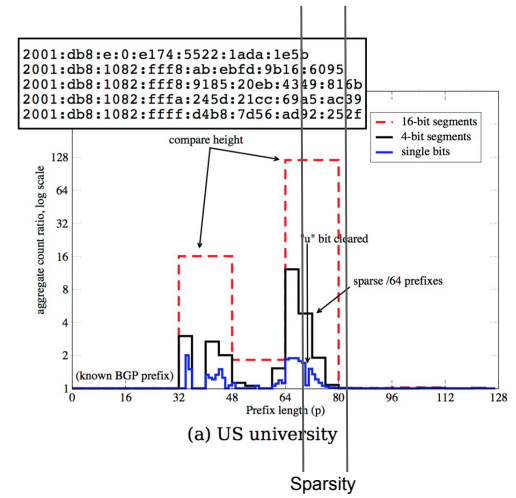 2001:db8:e:0:e174:5522:1ada:1e5b
2001:db8:1082:fff8:ab:ebfd:9b16:6095
2001:db8:1082:fff8:9185:20eb:4349:816b
2001:db8:1082:fffa:245d:21cc:69a5:ac39
2001:db8:1082:ffff:d4b8:7d56:ad92:252f
compare height
16-bit segments
4-bit segments
single bits
aggregate count ratio, log scale
128
64
32
16
8
4
2
1
"u" bit cleared
sparse /64 prefixes
(known BGP prefix)
0 16 32 48 64 80 96 112 128
Prefix length (p)
(a) US university
Sparsity